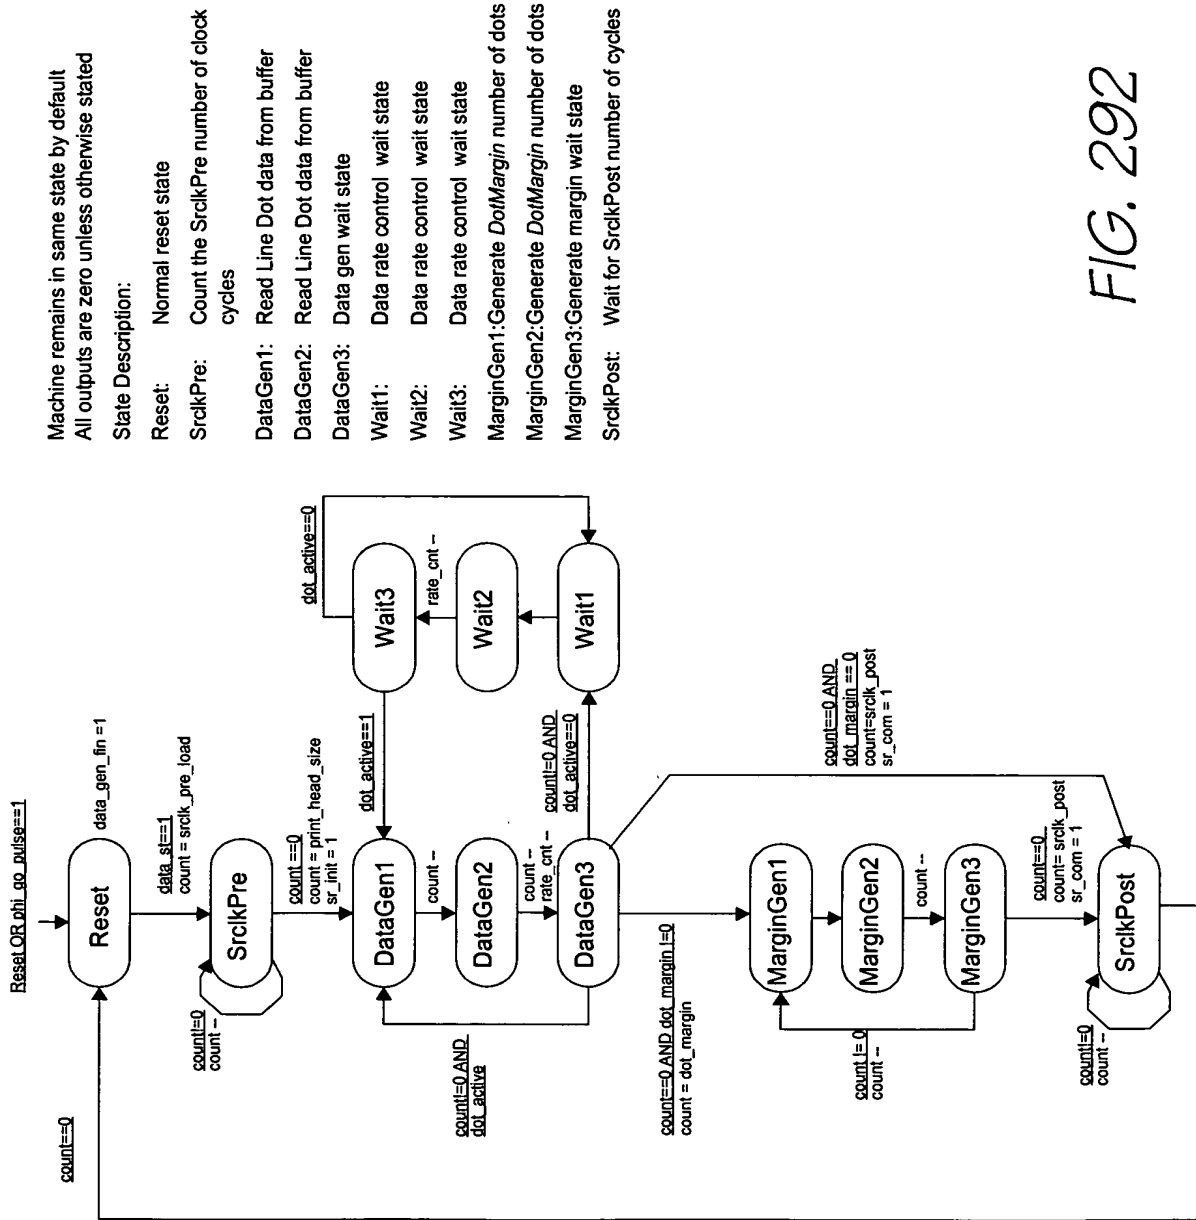 Reset OR phi_go_pulse==1
Reset
data_gen_fin =1
count==0
data_st==1
count = srclk_pre_load
SrclkPre
count!=0
count --
count ==0
count = print_head_size
sr_init = 1
DataGen1
dot_active==1
Wait3
dot_active==0
count --
rate_cnt --
DataGen2
Wait2
count!=0 AND
dot_active
count --
rate_cnt --
DataGen3
count!=0 AND
dot_active==0
Wait1
count==0 AND dot_margin !=0
count = dot_margin
count==0 AND
dot_margin == 0
count=srclk_post
sr_com = 1
MarginGen1
MarginGen2
count != 0
count --
count --
MarginGen3
count==0
count= srclk_post
sr_com = 1
count!=0
count --
SrclkPost
Machine remains in same state by default
All outputs are zero unless otherwise stated
State Description:
Reset: Normal reset state
SrclkPre: Count the SrclkPre number of clock
cycles
DataGen1: Read Line Dot data from buffer
DataGen2: Read Line Dot data from buffer
DataGen3: Data gen wait state
Wait1: Data rate control wait state
Wait2: Data rate control wait state
Wait3: Data rate control wait state
MarginGen1:Generate DotMargin number of dots
MarginGen2:Generate DotMargin number of dots
MarginGen3:Generate margin wait state
SrclkPost: Wait for SrclkPost number of cycles
FIG. 292